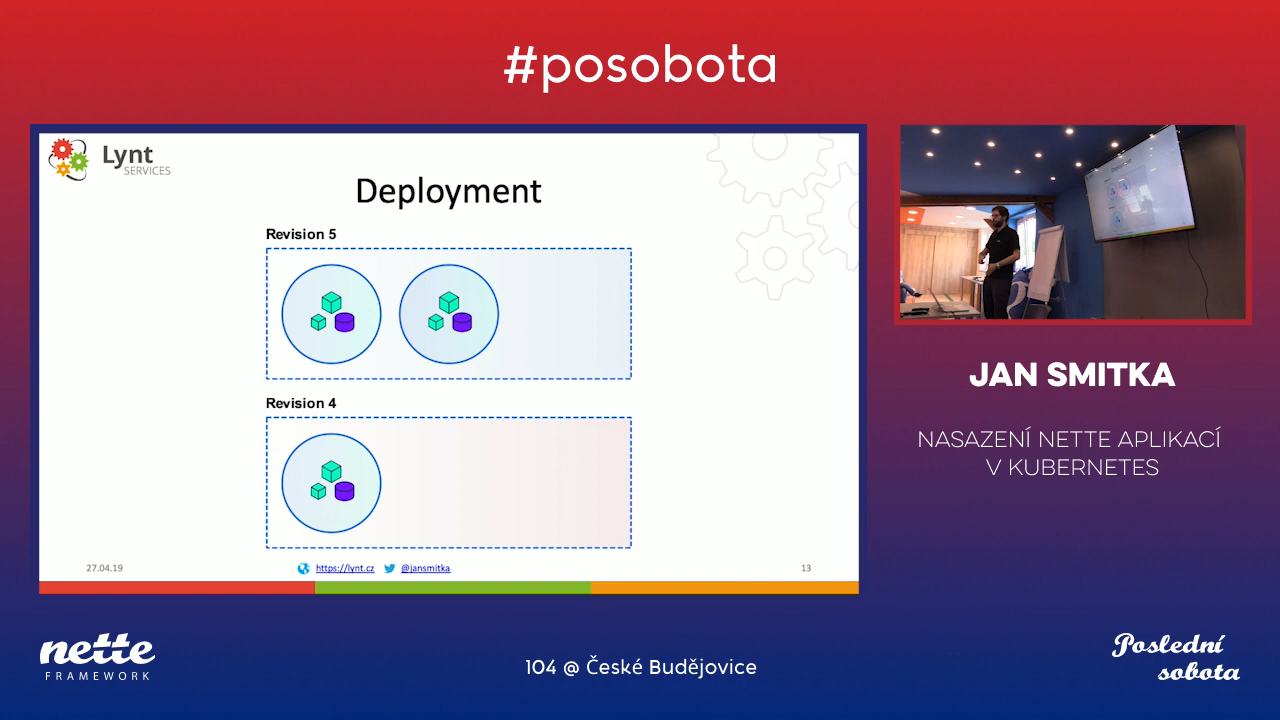 #posobota
Lynt
SERVICES
Deployment
Revision 5
Revision 4
27.04.19
https://lynt.cz
@jansmitka
13
JAN SMITKA
NASAZENÍ NETTE APLIKACÍ
V KUBERNETES
nette
FRAMEWORK
104 @ České Budějovice
Poslední
sobota